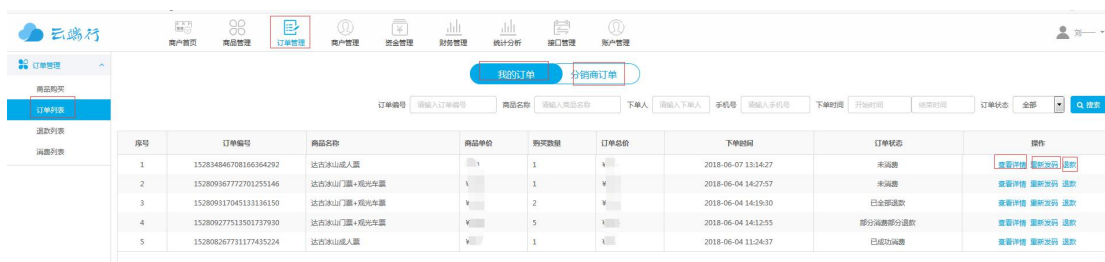 云端行
商户首页 商品管理 订单管理 商户管理 资金管理 财务管理 统计分析 接口管理 账户管理
刘一
订单管理
商品购买
订单列表
退款列表
消费列表
我的订单 分销商订单
订单编号 请输入订单编号 商品名称 请输入商品名称 下单人 请输入下单人 手机号 请输入手机号 下单时间 开始时间 结束时间 订单状态 全部 搜索
序号 订单编号 商品名称 商品单价 购买数量 订单总价 下单时间 订单状态 操作
1 152834846708166364292 达古冰山成人票 1 ¥ 2018-06-07 13:14:27 未消费 查看详情 重新发码 退款
2 152809367772701255146 达古冰山门票+观光车票 ¥ 1 ¥ 2018-06-04 14:27:57 未消费 查看详情 重新发码 退款
3 152809317045133136150 达古冰山门票+观光车票 ¥ 2 ¥ 2018-06-04 14:19:30 已全部退款 查看详情 重新发码 退款
4 152809277513501737930 达古冰山门票+观光车票 ¥ 5 ¥ 2018-06-04 14:12:55 部分消费部分退款 查看详情 重新发码 退款
5 152808267731177435224 达古冰山成人票 ¥ 1 ¥ 2018-06-04 11:24:37 已成功消费 查看详情 重新发码 退款